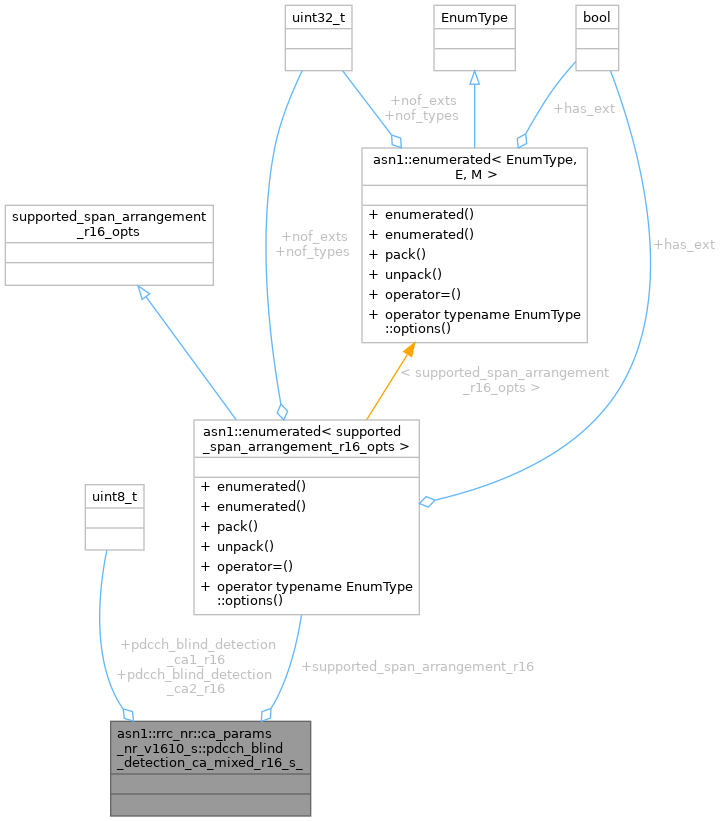 uint32_t
EnumType
bool
+nof_exts
+nof_types
+has_ext
asn1::enumerated< EnumType,
E, M >
+ enumerated()
+ enumerated()
+ pack()
+ unpack()
+ operator=()
+ operator typename EnumType
::options()
supported_span_arrangement
_r16_opts
+nof_exts
+nof_types
+has_ext
< supported_span_arrangement
_r16_opts >
asn1::enumerated< supported
_span_arrangement_r16_opts >
+ enumerated()
+ enumerated()
+ pack()
+ unpack()
+ operator=()
+ operator typename EnumType
::options()
uint8_t
+pdcch_blind_detection
_ca1_r16
+pdcch_blind_detection
_ca2_r16
+supported_span_arrangement_r16
asn1::rrc_nr::ca_params
_nr_v1610_s::pdcch_blind
_detection_ca_mixed_r16_s_